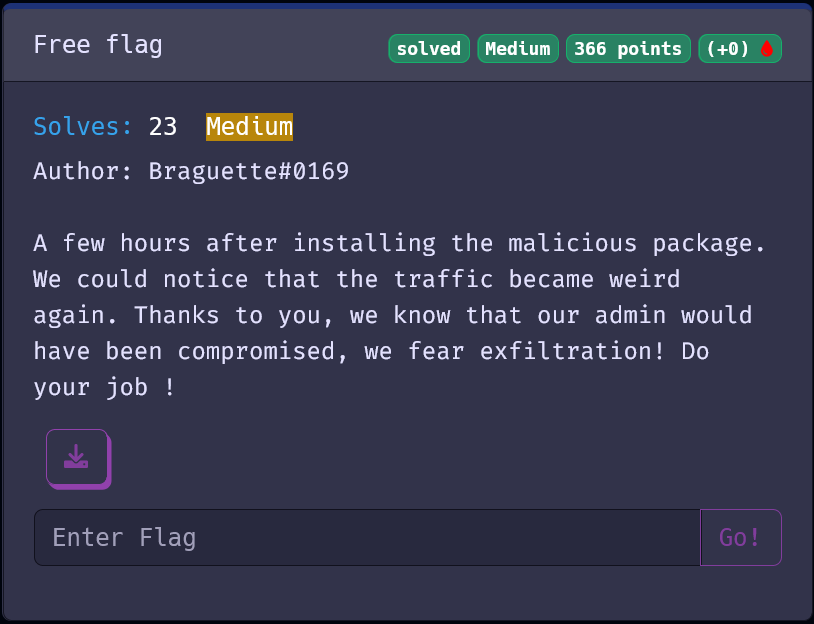 Free flag
solved Medium 366 points (+0)
Solves: 23 Medium
Author: Braguette#0169
A few hours after installing the malicious package.
We could notice that the traffic became weird
again. Thanks to you, we know that our admin would
have been compromised, we fear exfiltration! Do
your job !
Enter Flag
Go!